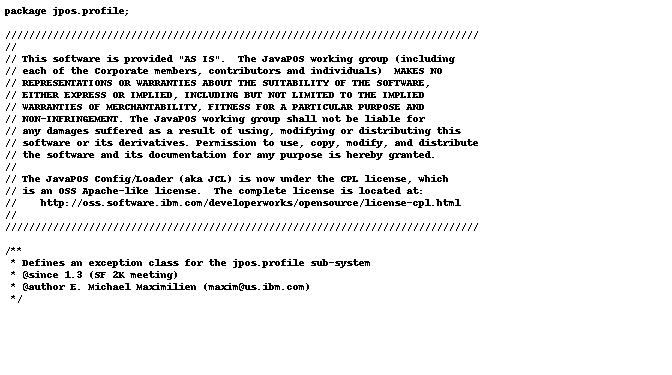 package jpos.profile;

///////////////////////////////////////////////////////////////////////////////
//
// This software is provided "AS IS".  The JavaPOS working group (including
// each of the Corporate members, contributors and individuals)  MAKES NO
// REPRESENTATIONS OR WARRANTIES ABOUT THE SUITABILITY OF THE SOFTWARE,
// EITHER EXPRESS OR IMPLIED, INCLUDING BUT NOT LIMITED TO THE IMPLIED
// WARRANTIES OF MERCHANTABILITY, FITNESS FOR A PARTICULAR PURPOSE AND
// NON-INFRINGEMENT. The JavaPOS working group shall not be liable for
// any damages suffered as a result of using, modifying or distributing this
// software or its derivatives. Permission to use, copy, modify, and distribute
// the software and its documentation for any purpose is hereby granted.
//
// The JavaPOS Config/Loader (aka JCL) is now under the CPL license, which
// is an OSS Apache-like license.  The complete license is located at:
//    http://oss.software.ibm.com/developerworks/opensource/license-cpl.html
//
///////////////////////////////////////////////////////////////////////////////

/**
 * Defines an exception class for the jpos.profile sub-system
 * @since 1.3 (SF 2K meeting)
 * @author E. Michael Maximilien (maxim@us.ibm.com)
 */